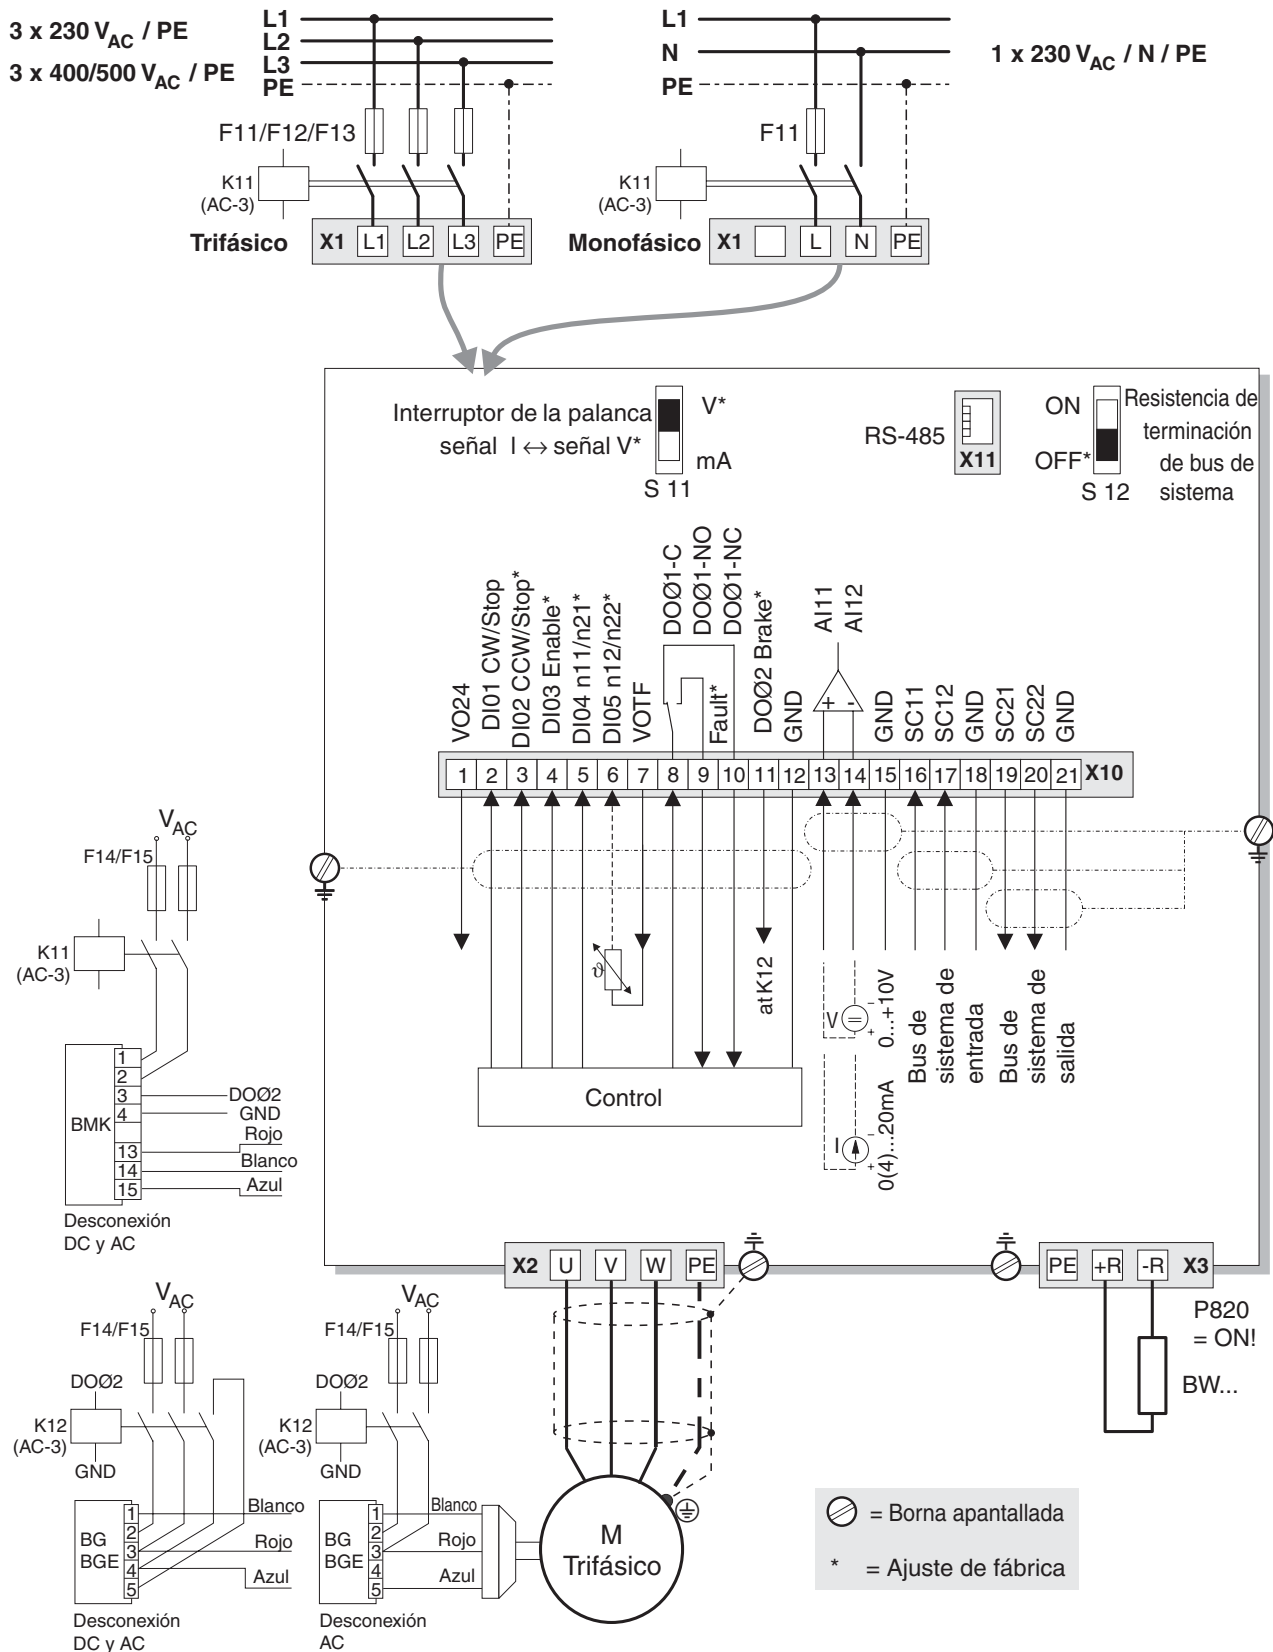 3 x 230 VAC / PE
3 x 400/500 VAC / PE
L1
L2
L3
PE
F11/F12/F13
K11
(AC-3)
Trifásico
X1 L1 L2 L3 PE
L1
N
PE
1 x 230 VAC / N / PE
F11
K11
(AC-3)
Monofásico
X1 L N PE
Interruptor de la palanca
señal I ↔ señal V*
V*
mA
S 11
RS-485
X11
ON
OFF*
S 12
Resistencia de
terminación
de bus de
sistema
VO24
DI01 CW/Stop
DI02 CCW/Stop*
DI03 Enable*
DI04 n11/n21*
DI05 n12/n22*
VOTF
DOØ1-C
DOØ1-NO
Fault*
DOØ1-NC
DOØ2 Brake*
GND
AI11
AI12
+ -
GND
SC11
SC12
GND
SC21
SC22
GND
1 2 3 4 5 6 7 8 9 10 11 12 13 14 15 16 17 18 19 20 21 X10
ϑ
at K12
V = - +
0...+10V
I - +
0(4)...20mA
Bus de
sistema de
entrada
Bus de
sistema de
salida
Control
VAC
F14/F15
K11
(AC-3)
BMK
1
2
3
4
13
14
15
DOØ2
GND
Rojo
Blanco
Azul
Desconexión
DC y AC
X2 U V W PE
PE +R -R X3
P820
= ON!
BW...
VAC
F14/F15
DOØ2
K12
(AC-3)
GND
BG
BGE
1
2
3
4
5
Blanco
Rojo
Azul
Desconexión
DC y AC
VAC
F14/F15
DOØ2
K12
(AC-3)
GND
BG
BGE
1
2
3
4
5
Blanco
Rojo
Azul
Desconexión
AC
M
Trifásico
= Borna apantallada
* = Ajuste de fábrica